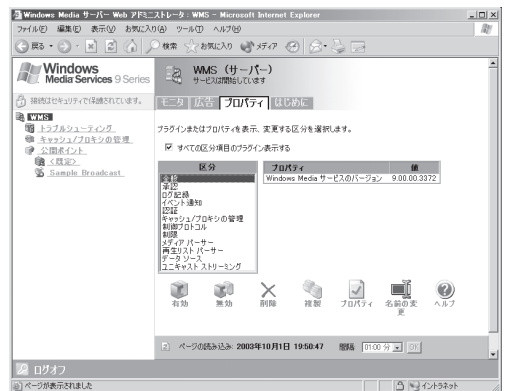 Windows Media サーバー Web アドミニストレータ : WMS - Microsoft Internet Explorer
ファイル(F) 編集(E) 表示(V) お気に入り(A) ツール(T) ヘルプ(H)
戻る 検索 お気に入り メディア
Windows
Media Services 9 Series
接続はセキュリティで保護されています。
WMS
トラブルシューティング
キャッシュ/プロキシの管理
公開ポイント
<既定>
Sample Broadcast
WMS (サーバー)
サービスは開始しています
モニタ 広告 プロパティ はじめに
プラグインまたはプロパティを表示、変更する区分を選択します。
すべての区分項目のプラグイン表示する
区分
全般
承認
ログ記録
イベント通知
認証
キャッシュ/プロキシの管理
制御プロトコル
制限
メディア パーサー
再生リスト パーサー
データ ソース
ユニキャスト ストリーミング
プロパティ 値
Windows Media サービスのバージョン 9.00.00.3372
有効 無効 削除 複製 プロパティ 名前の変更 ヘルプ
ページの読み込み: 2003年10月1日 19:50:47 間隔: 01:00 分 OK
ログオフ
ページが表示されました イントラネット